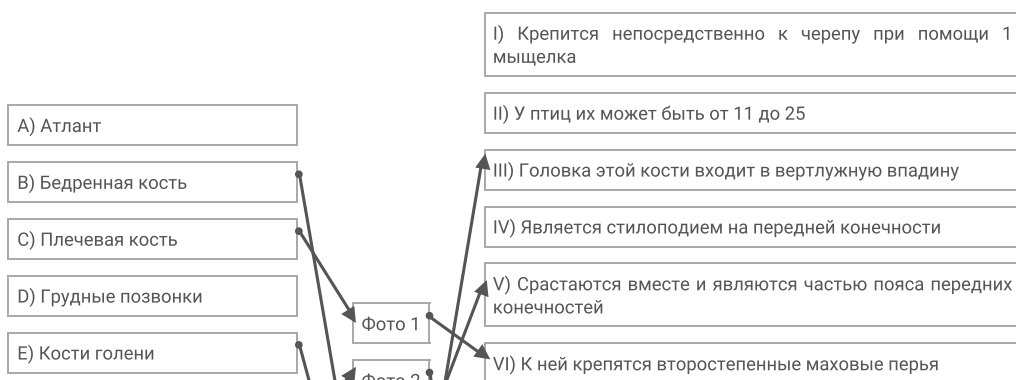 I) Крепится непосредственно к черепу при помощи 1
мыщелка
II) У птиц их может быть от 11 до 25
A) Атлант
III) Головка этой кости входит в вертлужную впадину
B) Бедренная кость
IV) Является стилоподием на передней конечности
C) Плечевая кость
V) Срастаются вместе и являются частью пояса передних
конечностей
D) Грудные позвонки
Фото 1
E) Кости голени
VI) К ней крепятся второстепенные маховые перья
Фото 2